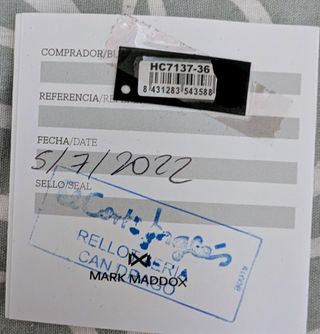 COMPRADOR/BU
HC7137-36
8 431283 543588
REFERENCIA/RE
FECHA/DATE
5/7/2022
SELLO/SEAL
El Corte Inglés
RELLOTGERIA
CAN DRAGO
MARK MADDOX